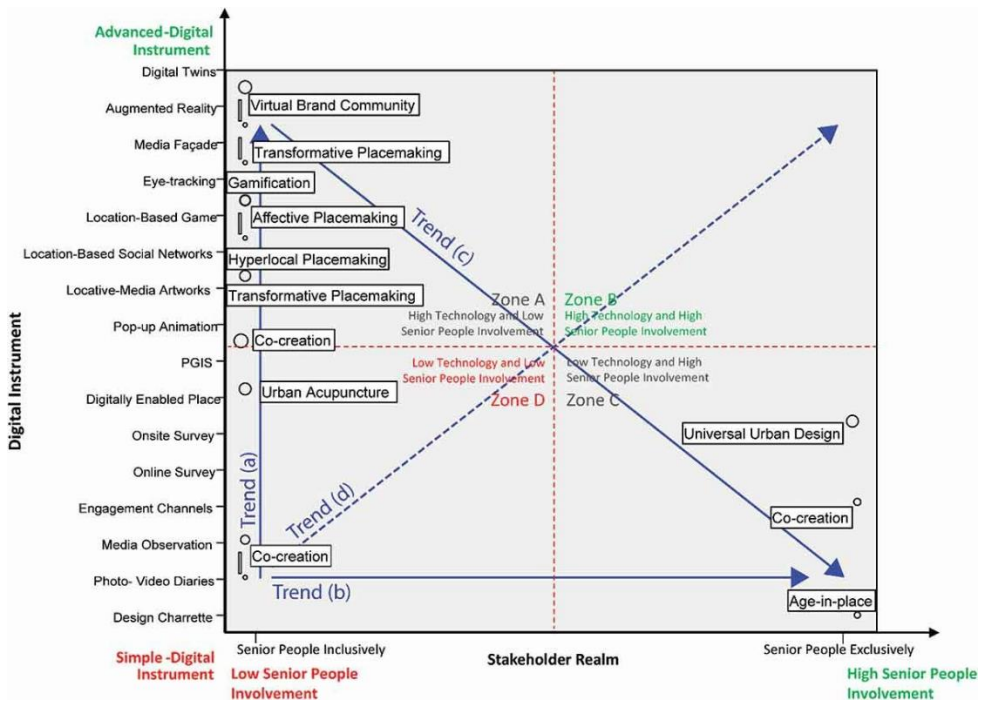 Advanced-Digital
Instrument
Digital Twins
Augmented Reality
Virtual Brand Community
Media Façade
Transformative Placemaking
Eye-tracking
Gamification
Location-Based Game
Affective Placemaking
Trend (c)
Location-Based Social Networks
Hyperlocal Placemaking
Locative-Media Artworks
Transformative Placemaking
Zone A
High Technology and Low
Senior People Involvement
Zone B
High Technology and High
Senior People Involvement
Pop-up Animation
Co-creation
PGIS
Low Technology and Low
Senior People Involvement
Zone D
Low Technology and High
Senior People Involvement
Zone C
Digitally Enabled Place
Urban Acupuncture
Onsite Survey
Universal Urban Design
Online Survey
Trend (a)
Trend (d)
Engagement Channels
Co-creation
Media Observation
Co-creation
Photo- Video Diaries
Trend (b)
Age-in-place
Design Charrette
Digital Instrument
Senior People Inclusively
Stakeholder Realm
Senior People Exclusively
Simple -Digital
Instrument
Low Senior People
Involvement
High Senior People
Involvement